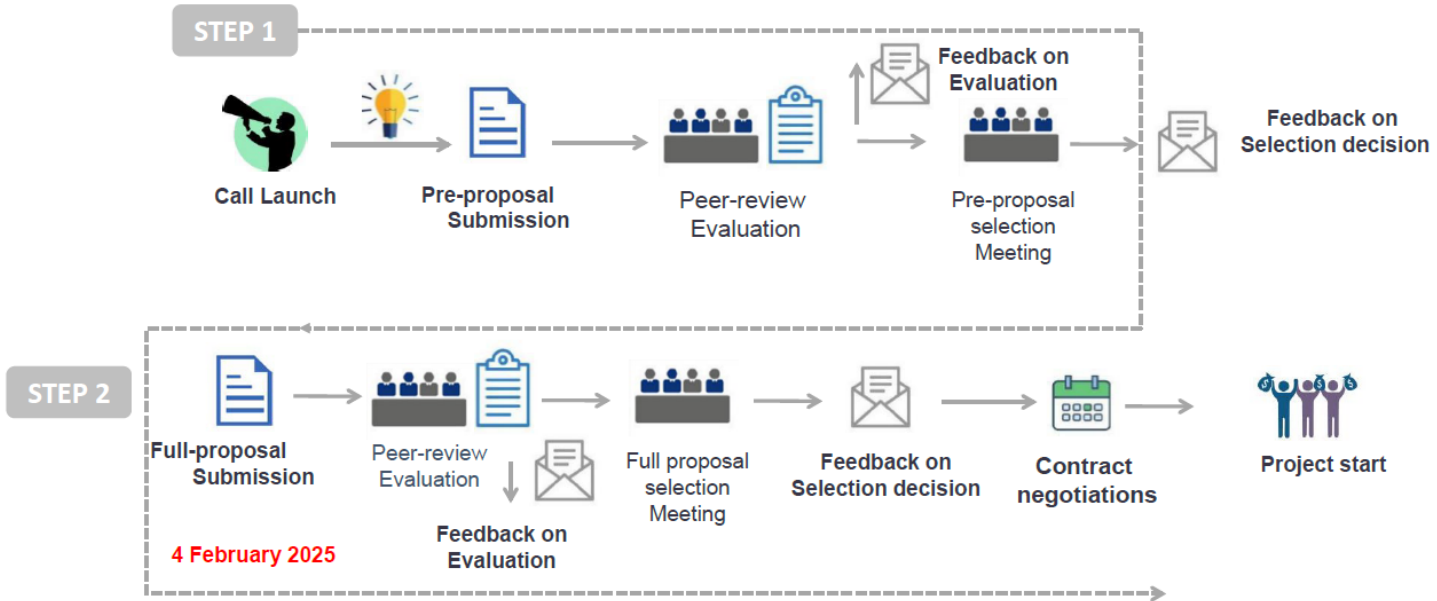 STEP 1
Call Launch
Pre-proposal
Submission
Peer-review
Evaluation
Feedback on
Evaluation
Pre-proposal
selection
Meeting
Feedback on
Selection decision
STEP 2
Full-proposal
Submission
4 February 2025
Peer-review
Evaluation
Feedback on
Evaluation
Full proposal
selection
Meeting
Feedback on
Selection decision
Contract
negotiations
Project start